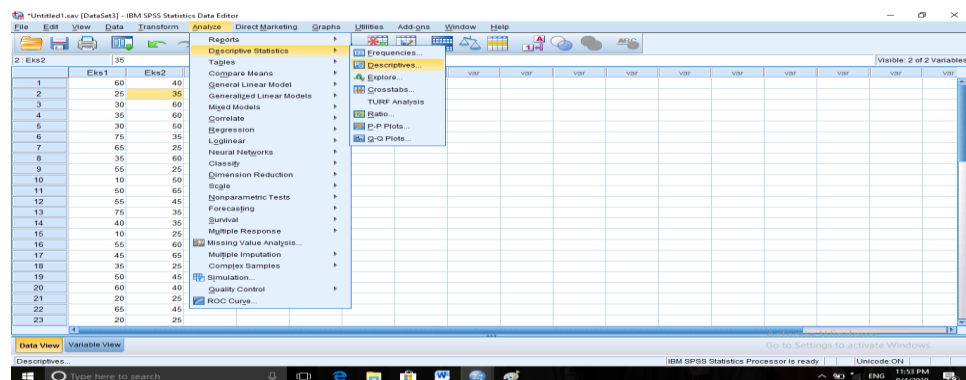 *Untitled1.sav [DataSet3] - IBM SPSS Statistics Data Editor
File Edit View Data Transform Analyze Direct Marketing Graphs Utilities Add-ons Window Help
2 : Eks2 35 Visible: 2 of 2 Variables
Eks1 Eks2 var var var var var var var var
1 60 40
2 25 35
3 30 60
4 35 60
5 30 50
6 75 35
7 65 25
8 35 60
9 55 25
10 10 50
11 50 65
12 55 45
13 75 35
14 40 35
15 10 25
16 55 60
17 45 65
18 35 25
19 50 45
20 60 40
21 20 25
22 65 45
23 20 25
Reports
Descriptive Statistics
Tables
Compare Means
General Linear Model
Generalized Linear Models
Mixed Models
Correlate
Regression
Loglinear
Neural Networks
Classify
Dimension Reduction
Scale
Nonparametric Tests
Forecasting
Survival
Multiple Response
Missing Value Analysis...
Multiple Imputation
Complex Samples
Simulation...
Quality Control
ROC Curve...
Frequencies...
Descriptives...
Explore...
Crosstabs...
TURF Analysis
Ratio...
P-P Plots...
Q-Q Plots...
Data View Variable View
Go to Settings to activate Windows.
Descriptives... IBM SPSS Statistics Processor is ready Unicode:ON
Type here to search ENG 11:53 PM